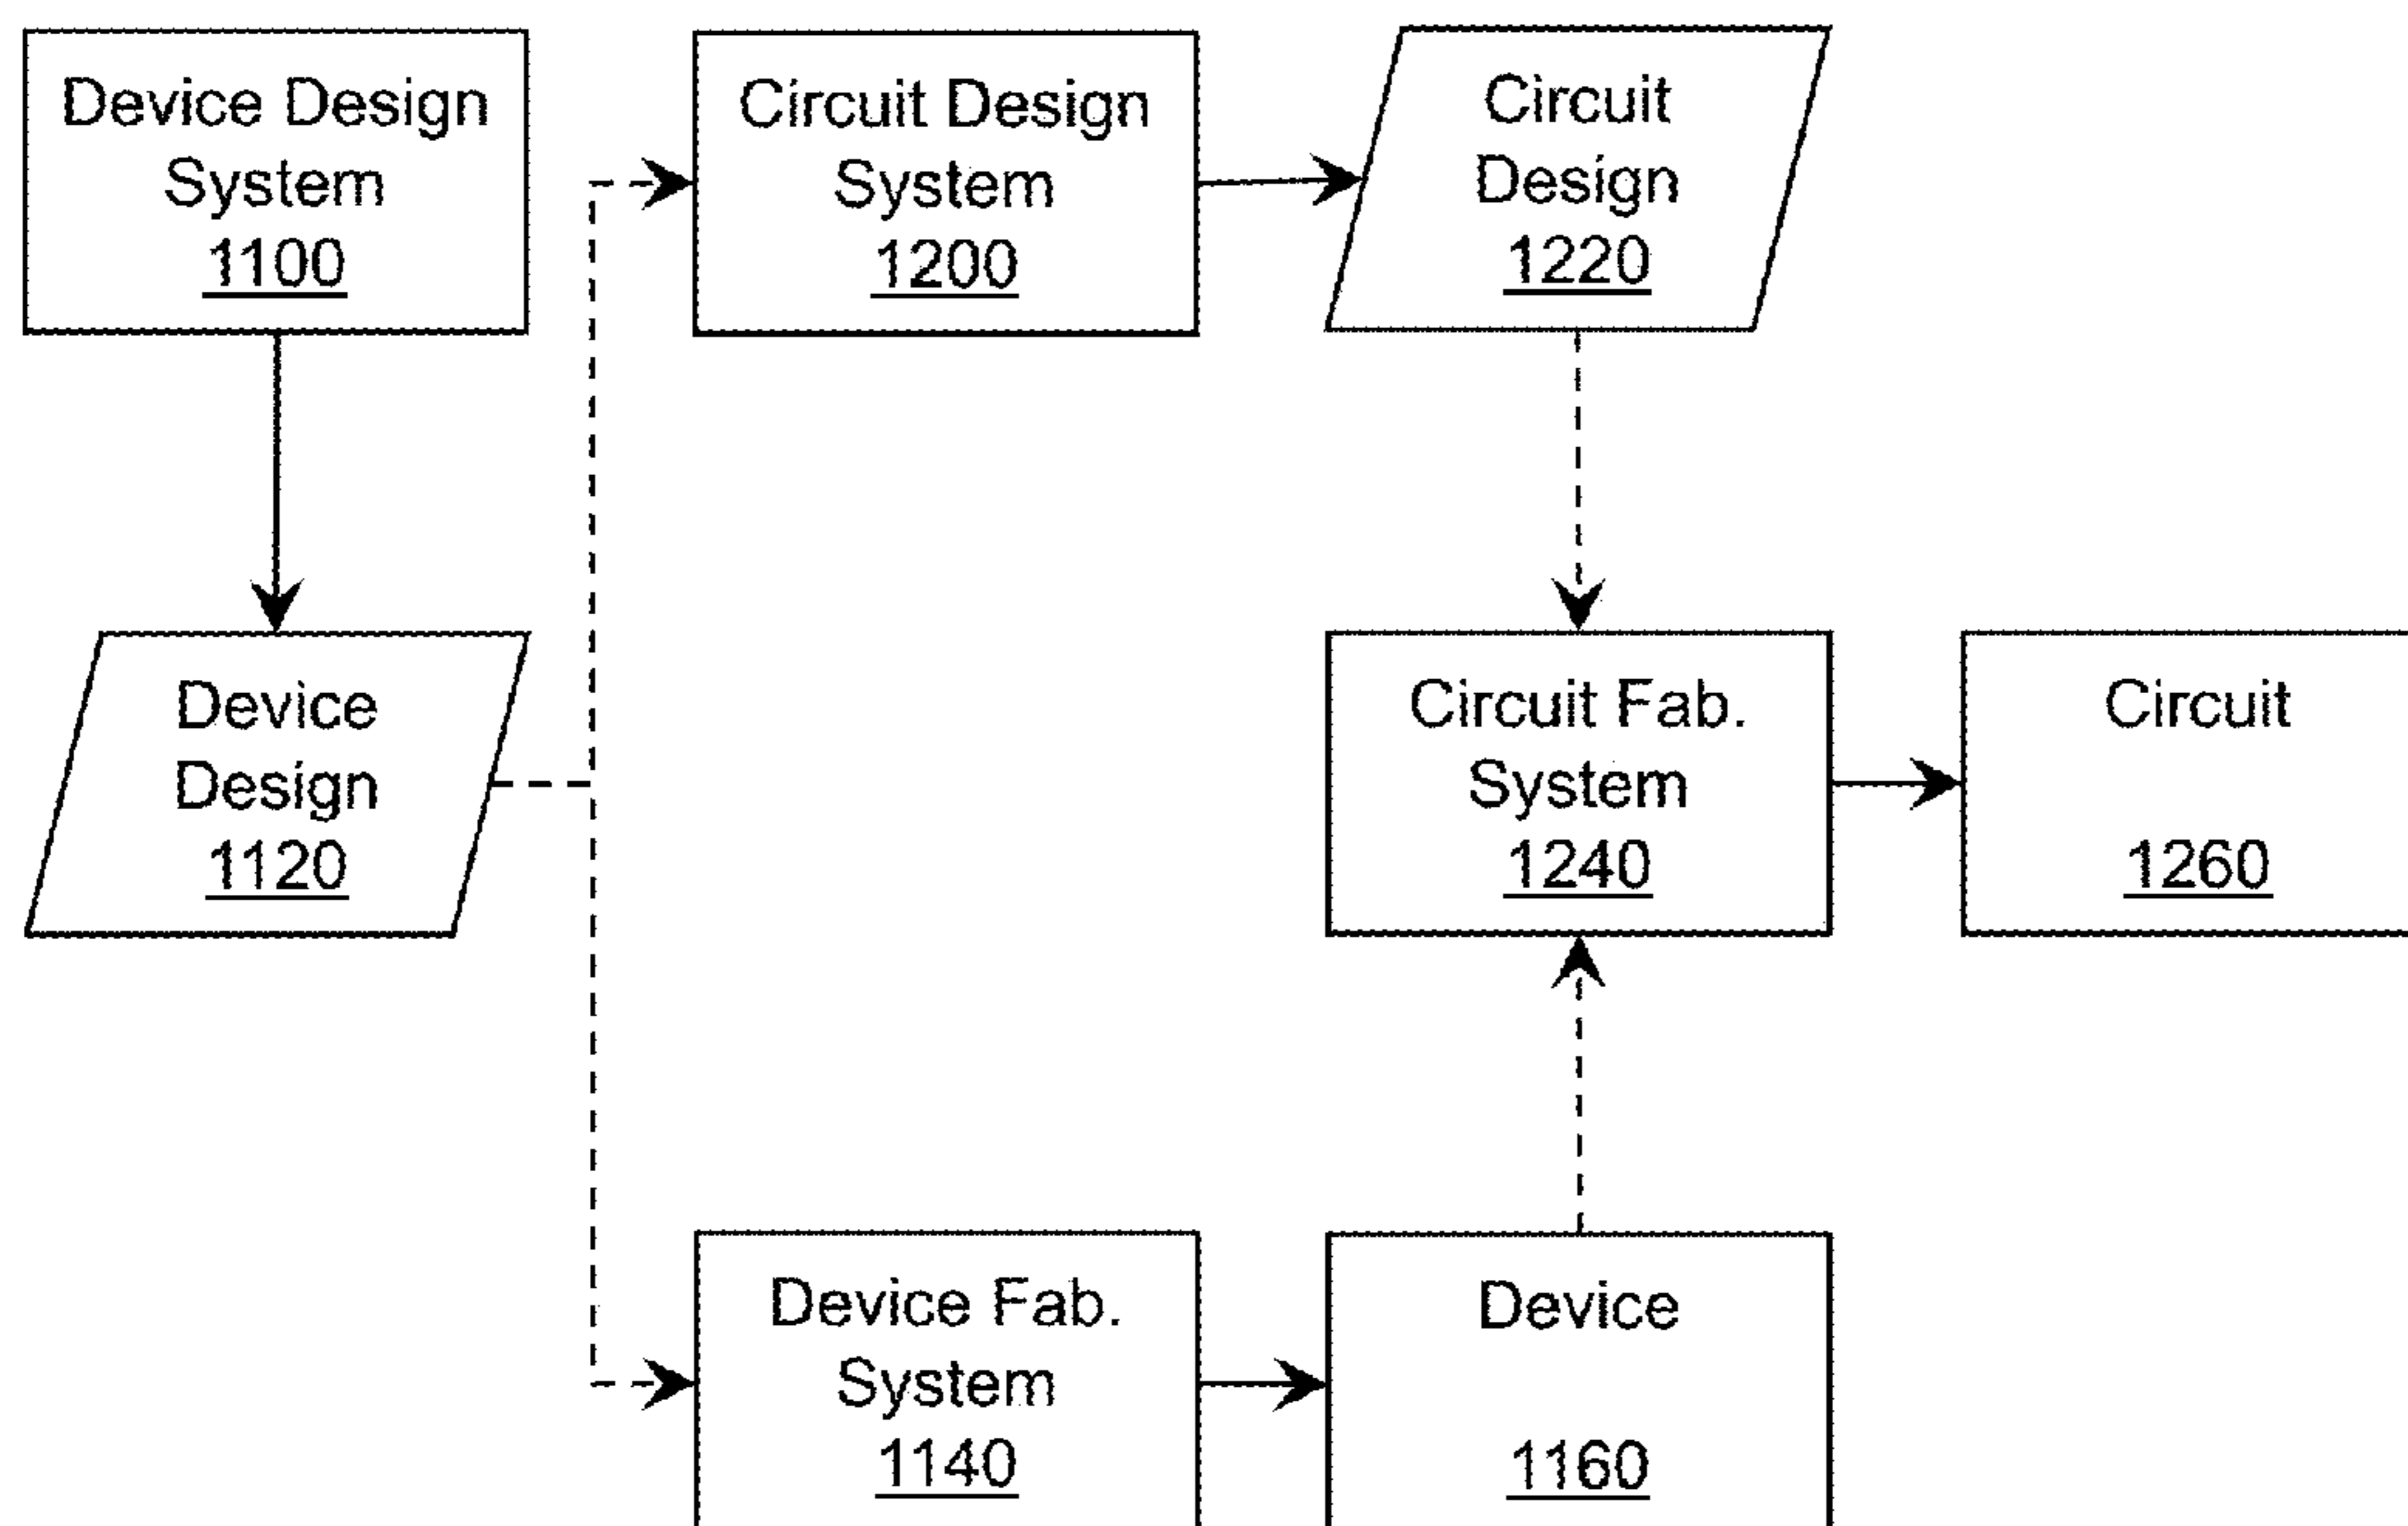 Device Design
System
1100
Circuit Design
System
1200
Circuit
Design
1220
Device
Design
1120
Circuit Fab.
System
1240
Circuit
1260
Device Fab.
System
1140
Device
1160